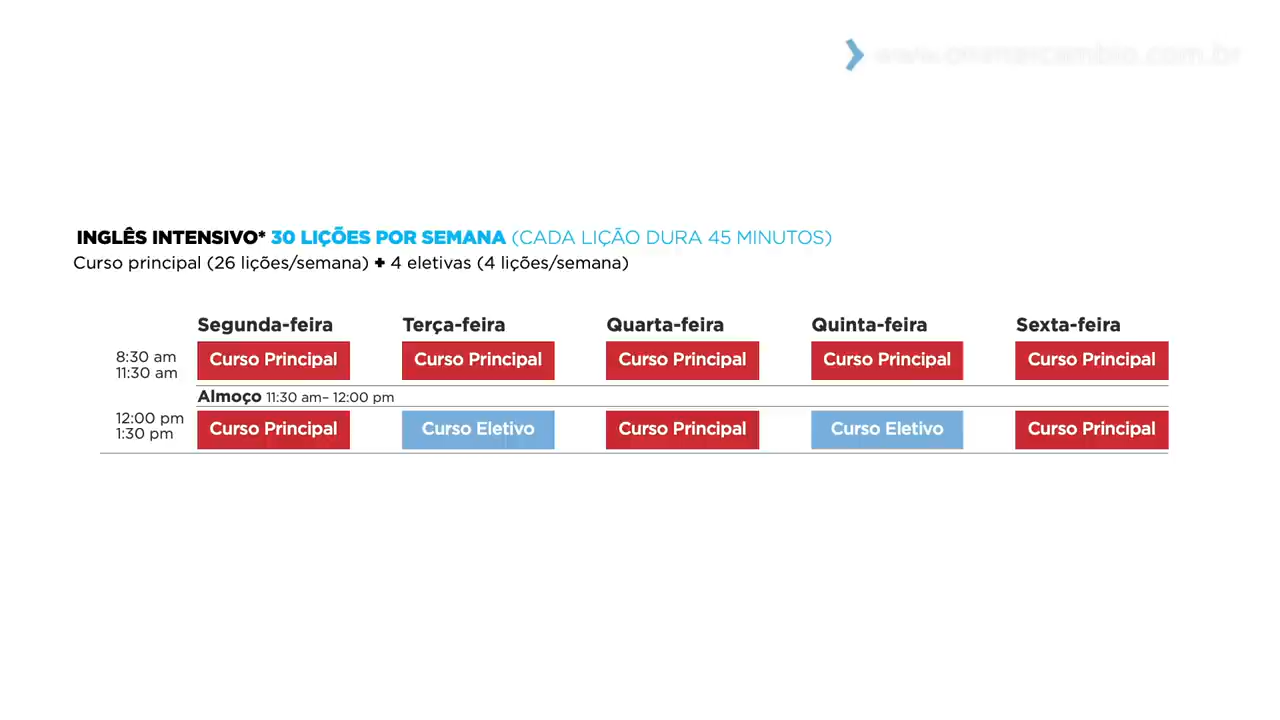 INGLÊS INTENSIVO* 30 LIÇÕES POR SEMANA (CADA LIÇÃO DURA 45 MINUTOS)
Curso principal (26 lições/semana) + 4 eletivas (4 lições/semana)
Segunda-feira Terça-feira Quarta-feira Quinta-feira Sexta-feira
8:30 am
11:30 am
Curso Principal Curso Principal Curso Principal Curso Principal Curso Principal
Almoço 11:30 am– 12:00 pm
12:00 pm
1:30 pm
Curso Principal Curso Eletivo Curso Principal Curso Eletivo Curso Principal